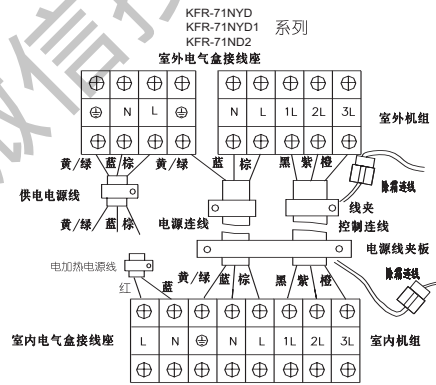 KFR-71NYD
KFR-71NYD1 系列
KFR-71ND2
室外电气盒接线座
N L N L 1L 2L 3L
室外机组
黄/绿 蓝 棕 黄/绿 蓝 棕 黑 紫 橙
除霜连线
供电电源线
线夹
黄/绿 蓝 棕
电源连线
控制连线
电源线夹板
电加热电源线
除霜连线
红 蓝 黄/绿 蓝 棕 黑 紫 橙
室内电气盒接线座
L N N L 1L 2L 3L
室内机组